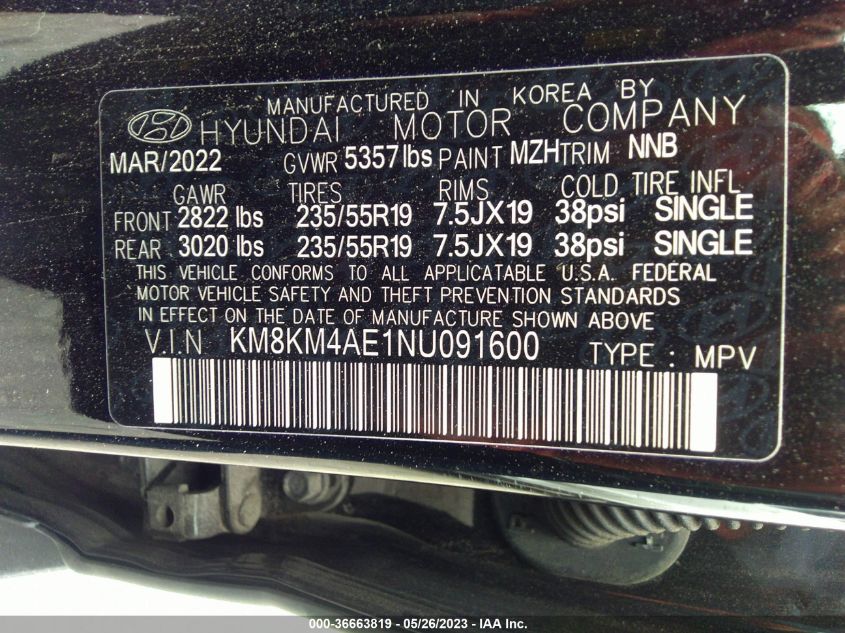 MANUFACTURED IN KOREA BY
HYUNDAI MOTOR COMPANY
MAR/2022 GVWR 5357 lbs PAINT MZH TRIM NNB
GAWR TIRES RIMS COLD TIRE INFL
FRONT 2822 lbs 235/55R19 7.5JX19 38psi SINGLE
REAR 3020 lbs 235/55R19 7.5JX19 38psi SINGLE
THIS VEHICLE CONFORMS TO ALL APPLICABLE U.S.A. FEDERAL
MOTOR VEHICLE SAFETY AND THEFT PREVENTION STANDARDS
IN EFFECT ON THE DATE OF MANUFACTURE SHOWN ABOVE.
V.I.N KM8KM4AE1NU091600 TYPE : MPV
000-36663819 - 05/26/2023 - IAA Inc.